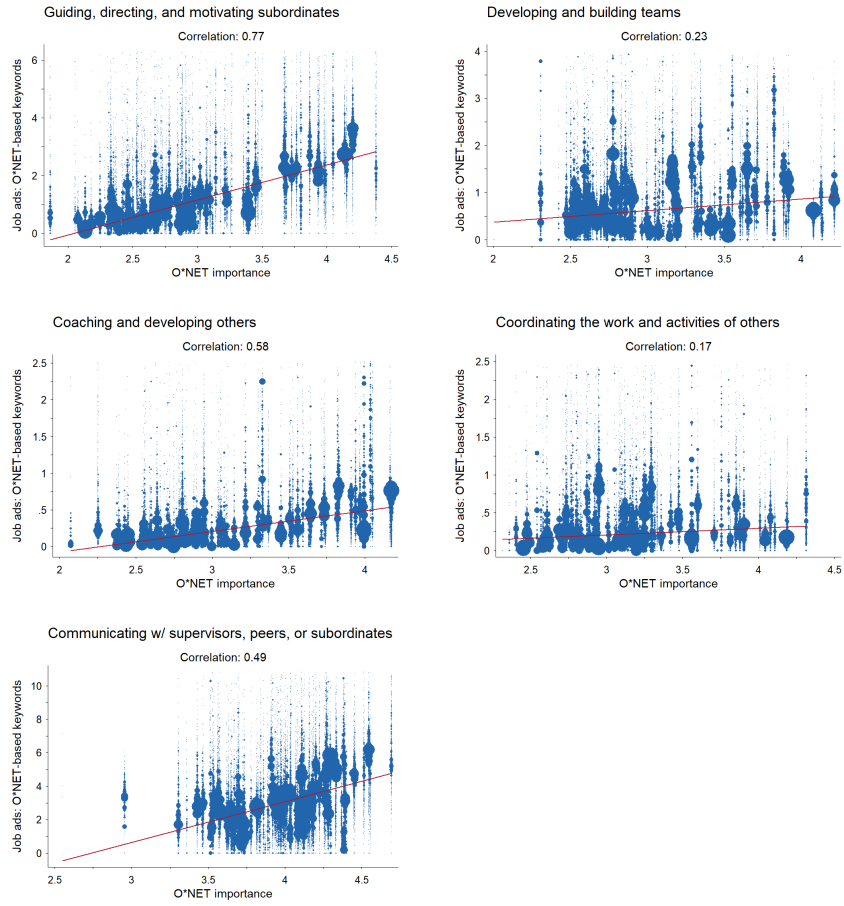 Guiding, directing, and motivating subordinates
Correlation: 0.77
Job ads: O*NET-based keywords
6
4
2
0
2 2.5 3 3.5 4 4.5
O*NET importance
Developing and building teams
Correlation: 0.23
Job ads: O*NET-based keywords
4
3
2
1
0
2 2.5 3 3.5 4
O*NET importance
Coaching and developing others
Correlation: 0.58
Job ads: O*NET-based keywords
2.5
2
1.5
1
.5
0
2 2.5 3 3.5 4
O*NET importance
Coordinating the work and activities of others
Correlation: 0.17
Job ads: O*NET-based keywords
2.5
2
1.5
1
.5
0
2.5 3 3.5 4 4.5
O*NET importance
Communicating w/ supervisors, peers, or subordinates
Correlation: 0.49
Job ads: O*NET-based keywords
10
8
6
4
2
0
2.5 3 3.5 4 4.5
O*NET importance